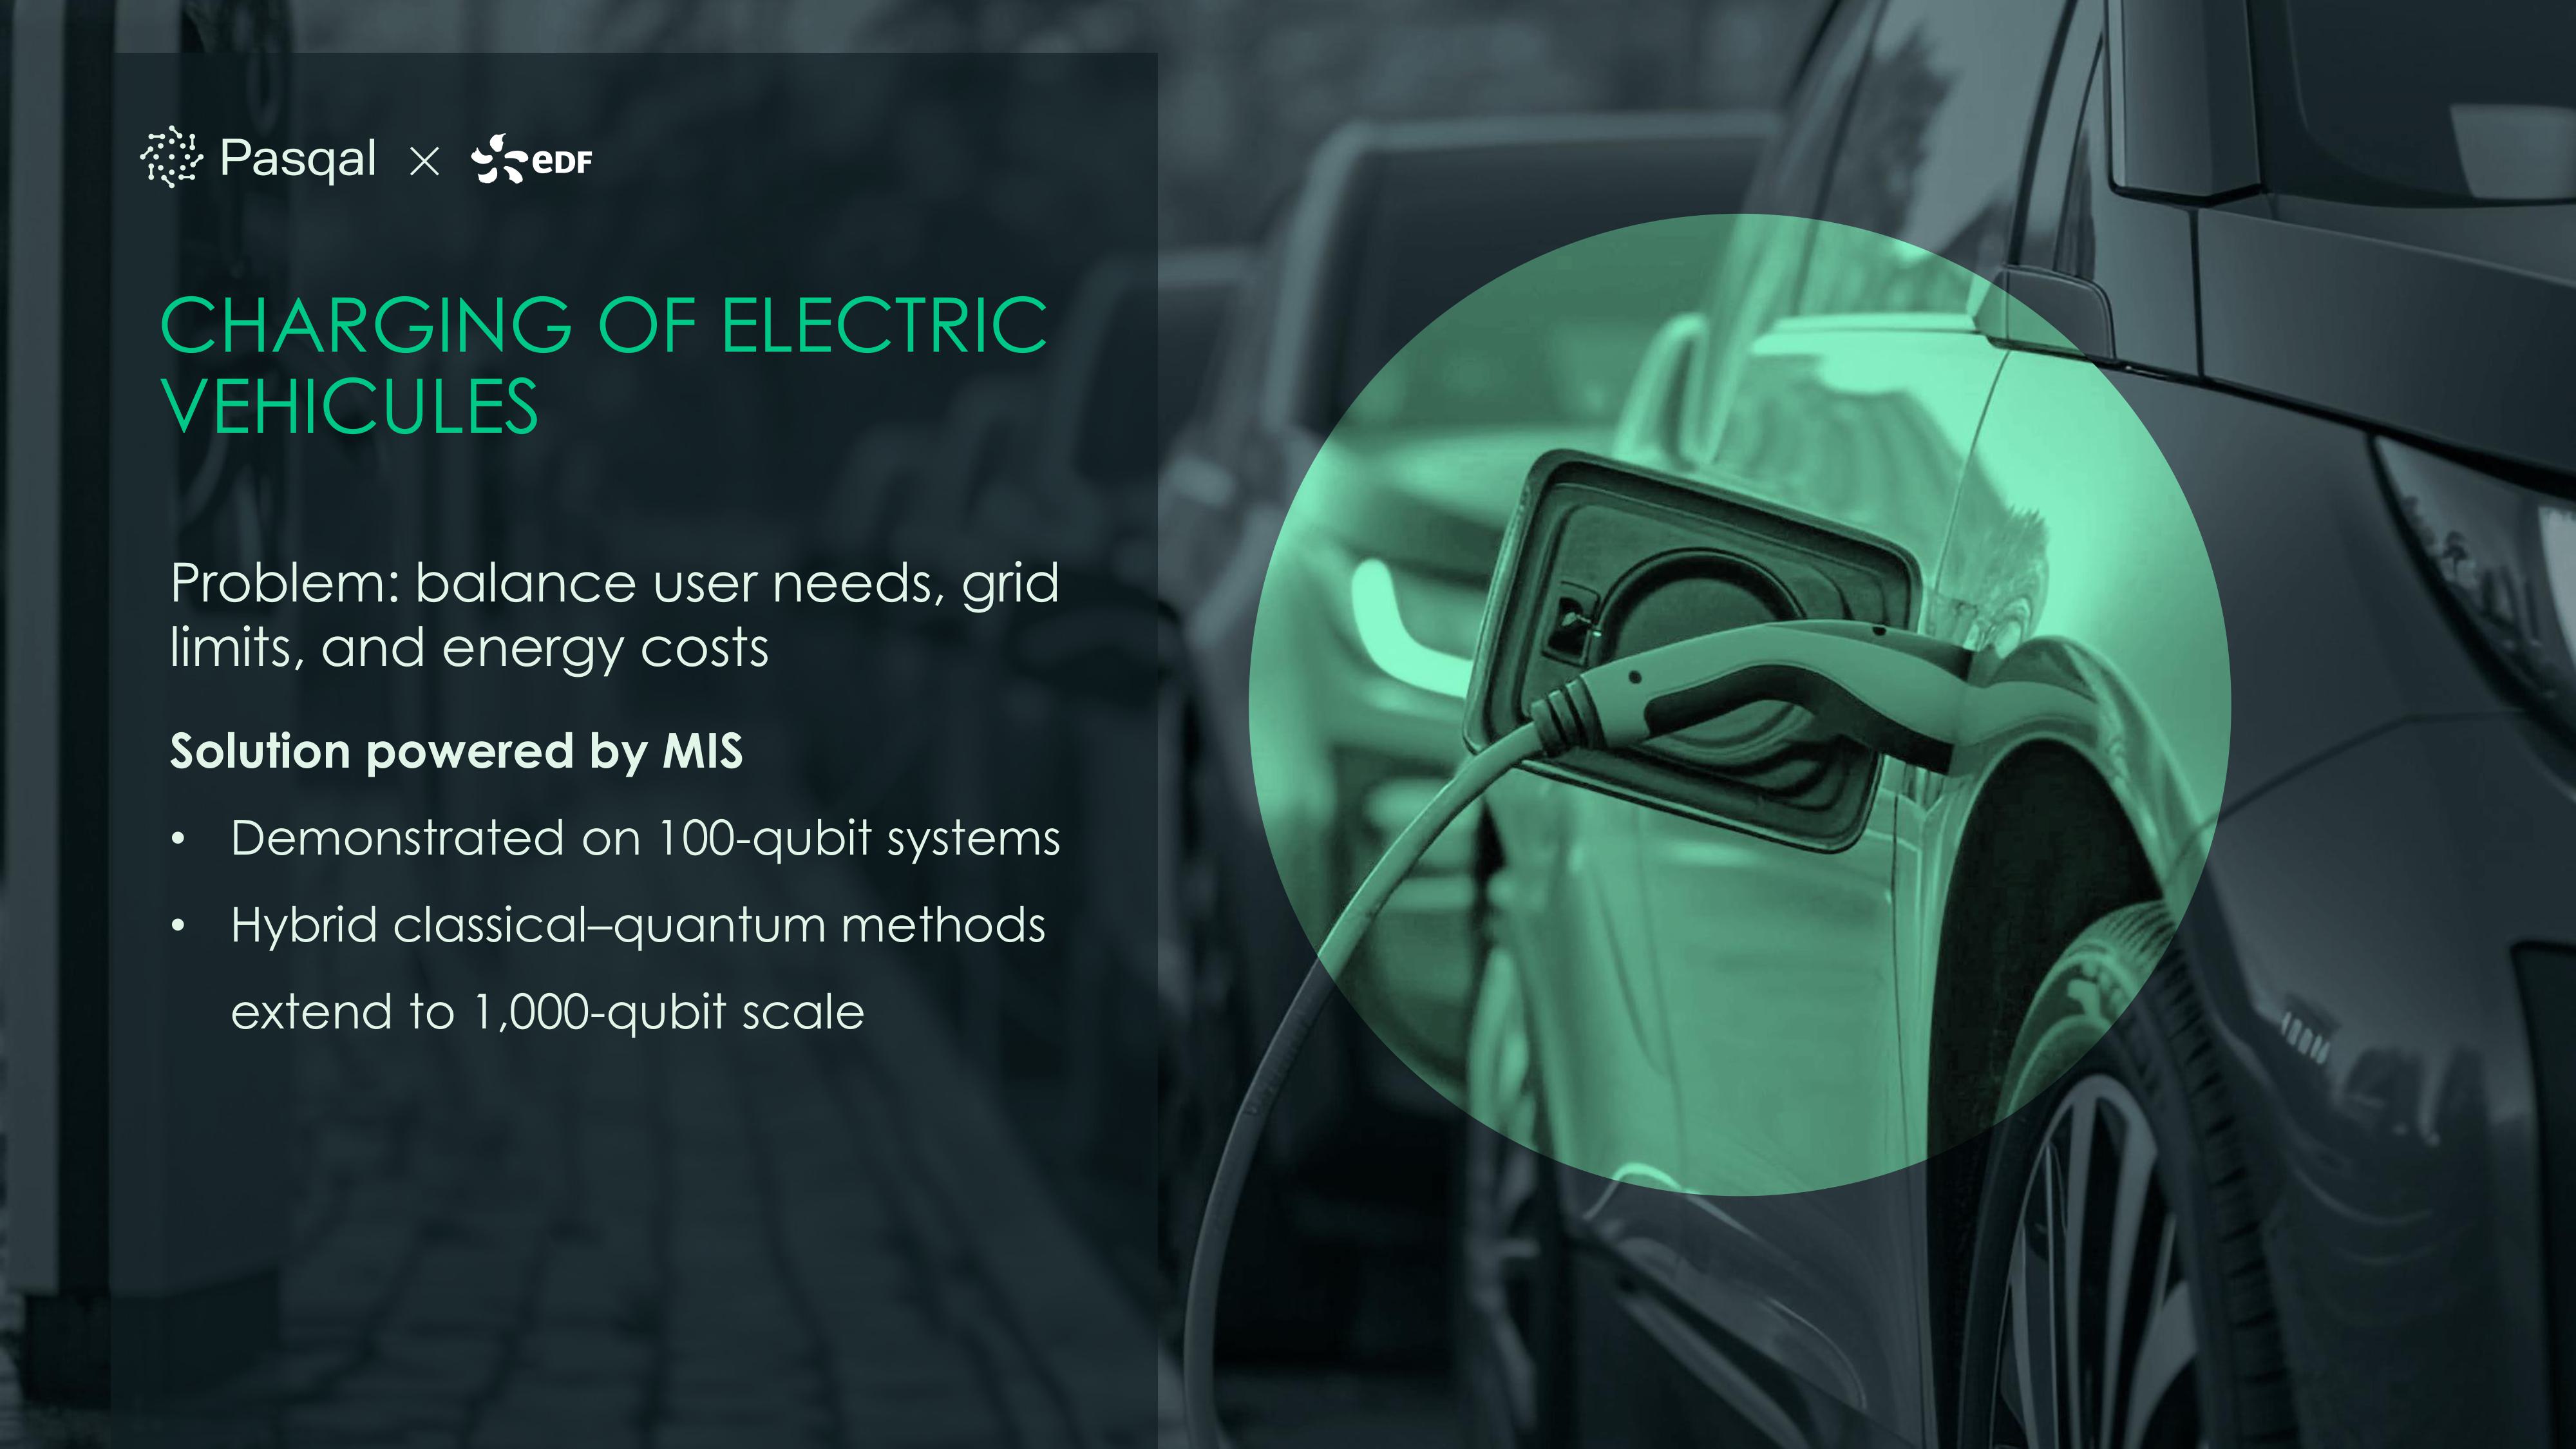 Pasqal × eDF
CHARGING OF ELECTRIC
VEHICULES
Problem: balance user needs, grid
limits, and energy costs
Solution powered by MIS
• Demonstrated on 100-qubit systems
• Hybrid classical–quantum methods
extend to 1,000-qubit scale